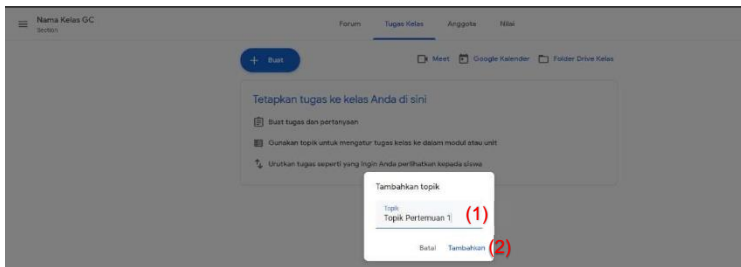 Nama Kelas GC
Section
Forum Tugas Kelas Anggota Nilai
+ Buat
Meet Google Kalender Folder Drive Kelas
Tetapkan tugas ke kelas Anda di sini
Buat tugas dan pertanyaan
Gunakan topik untuk mengatur tugas kelas ke dalam modul atau unit
Urutkan tugas seperti yang ingin Anda perlihatkan kepada siswa
Tambahkan topik
Topik
Topik Pertemuan 1 (1)
Batal Tambahkan (2)